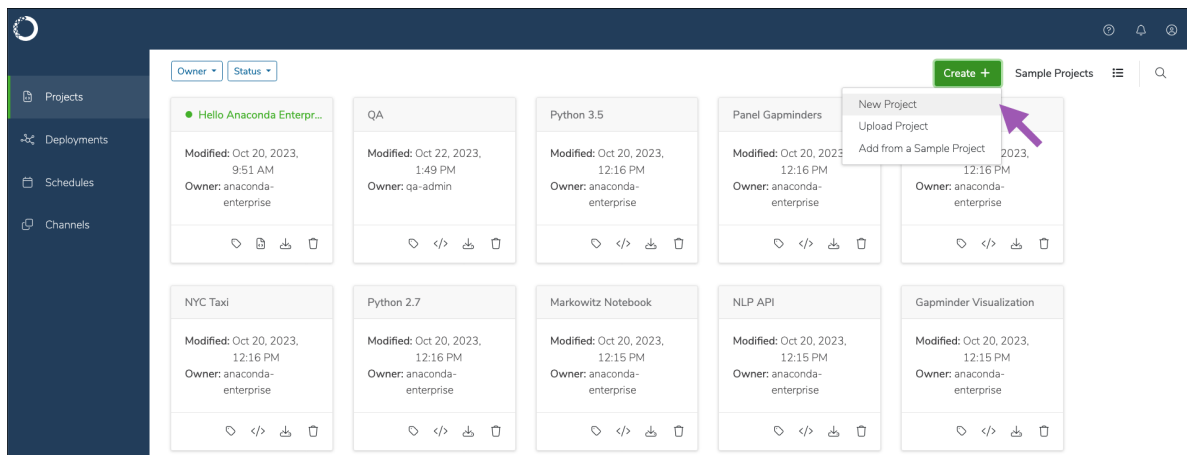 Owner Status Create + Sample Projects
New Project
Upload Project
Add from a Sample Project
Projects
Deployments
Schedules
Channels
Hello Anaconda Enterpr...
Modified: Oct 20, 2023,
9:51 AM
Owner: anaconda-
enterprise
QA
Modified: Oct 22, 2023,
1:49 PM
Owner: qa-admin
Python 3.5
Modified: Oct 20, 2023,
12:16 PM
Owner: anaconda-
enterprise
Panel Gapminders
Modified: Oct 20, 2023
12:16 PM
Owner: anaconda-
enterprise
2023,
12:16 PM
Owner: anaconda-
enterprise
NYC Taxi
Modified: Oct 20, 2023,
12:16 PM
Owner: anaconda-
enterprise
Python 2.7
Modified: Oct 20, 2023,
12:16 PM
Owner: anaconda-
enterprise
Markowitz Notebook
Modified: Oct 20, 2023,
12:15 PM
Owner: anaconda-
enterprise
NLP API
Modified: Oct 20, 2023,
12:15 PM
Owner: anaconda-
enterprise
Gapminder Visualization
Modified: Oct 20, 2023,
12:15 PM
Owner: anaconda-
enterprise